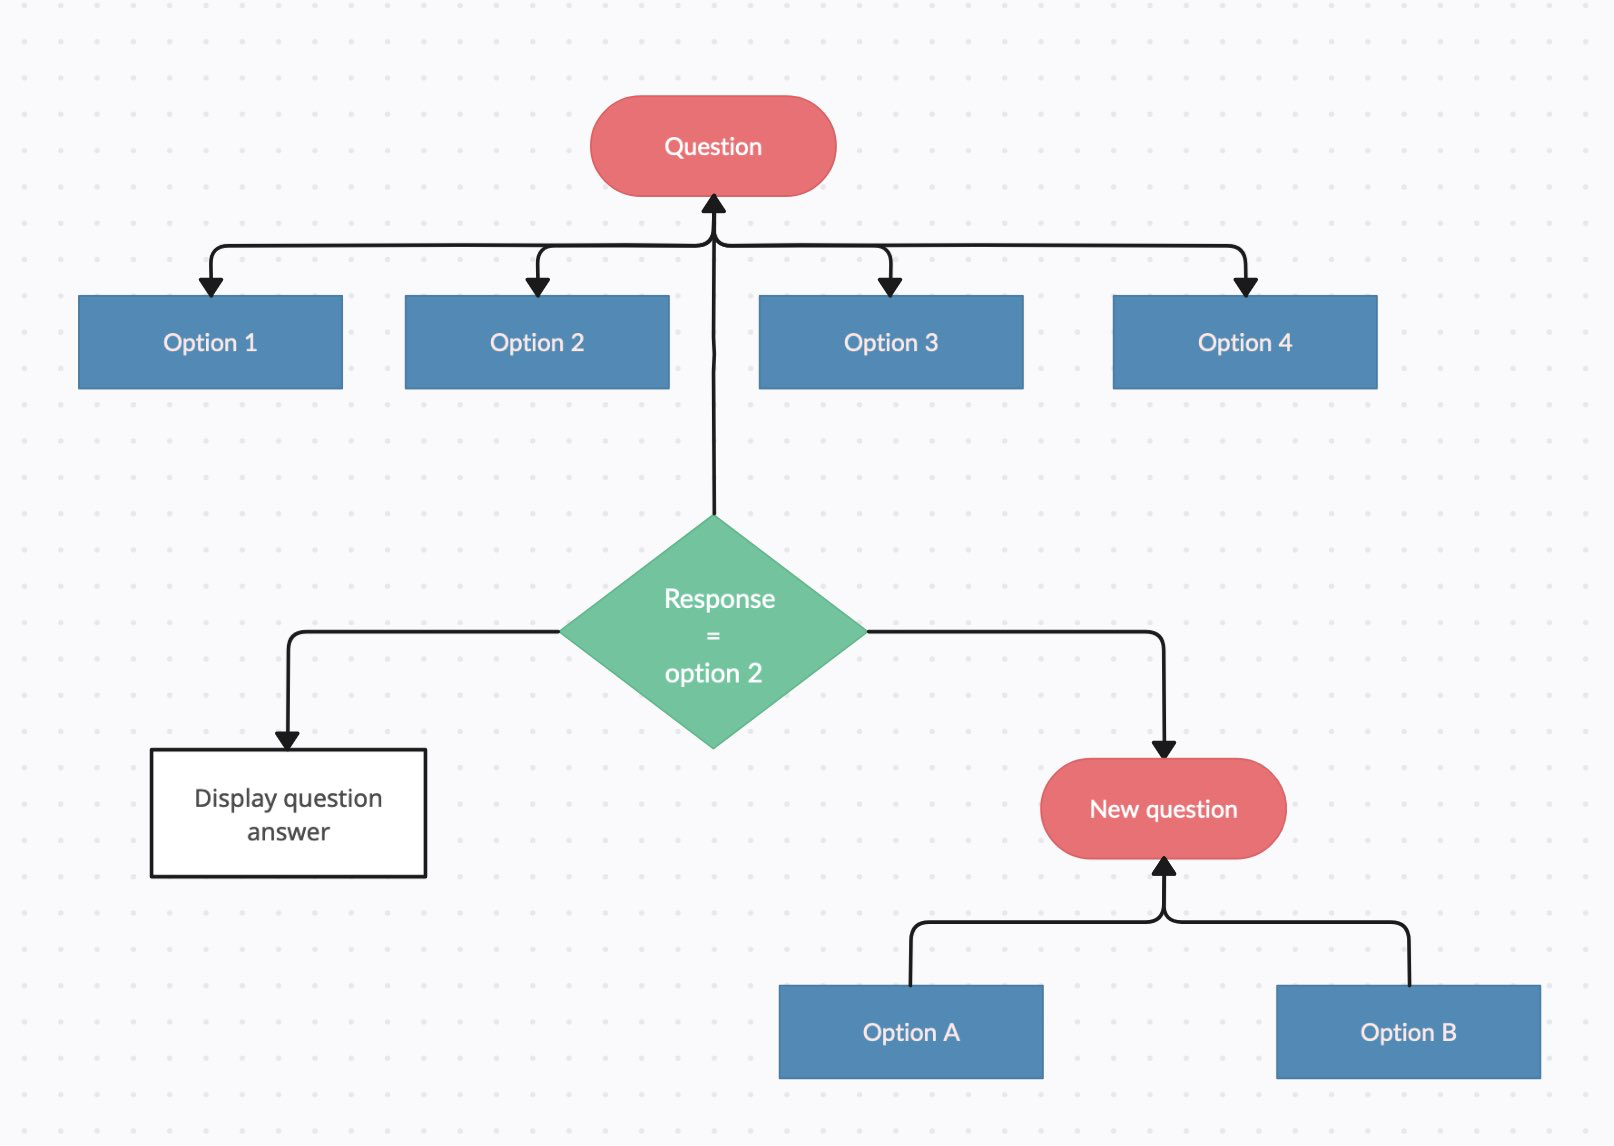 Question
Option 1
Option 2
Option 3
Option 4
Response
=
option 2
Display question
answer
New question
Option A
Option B